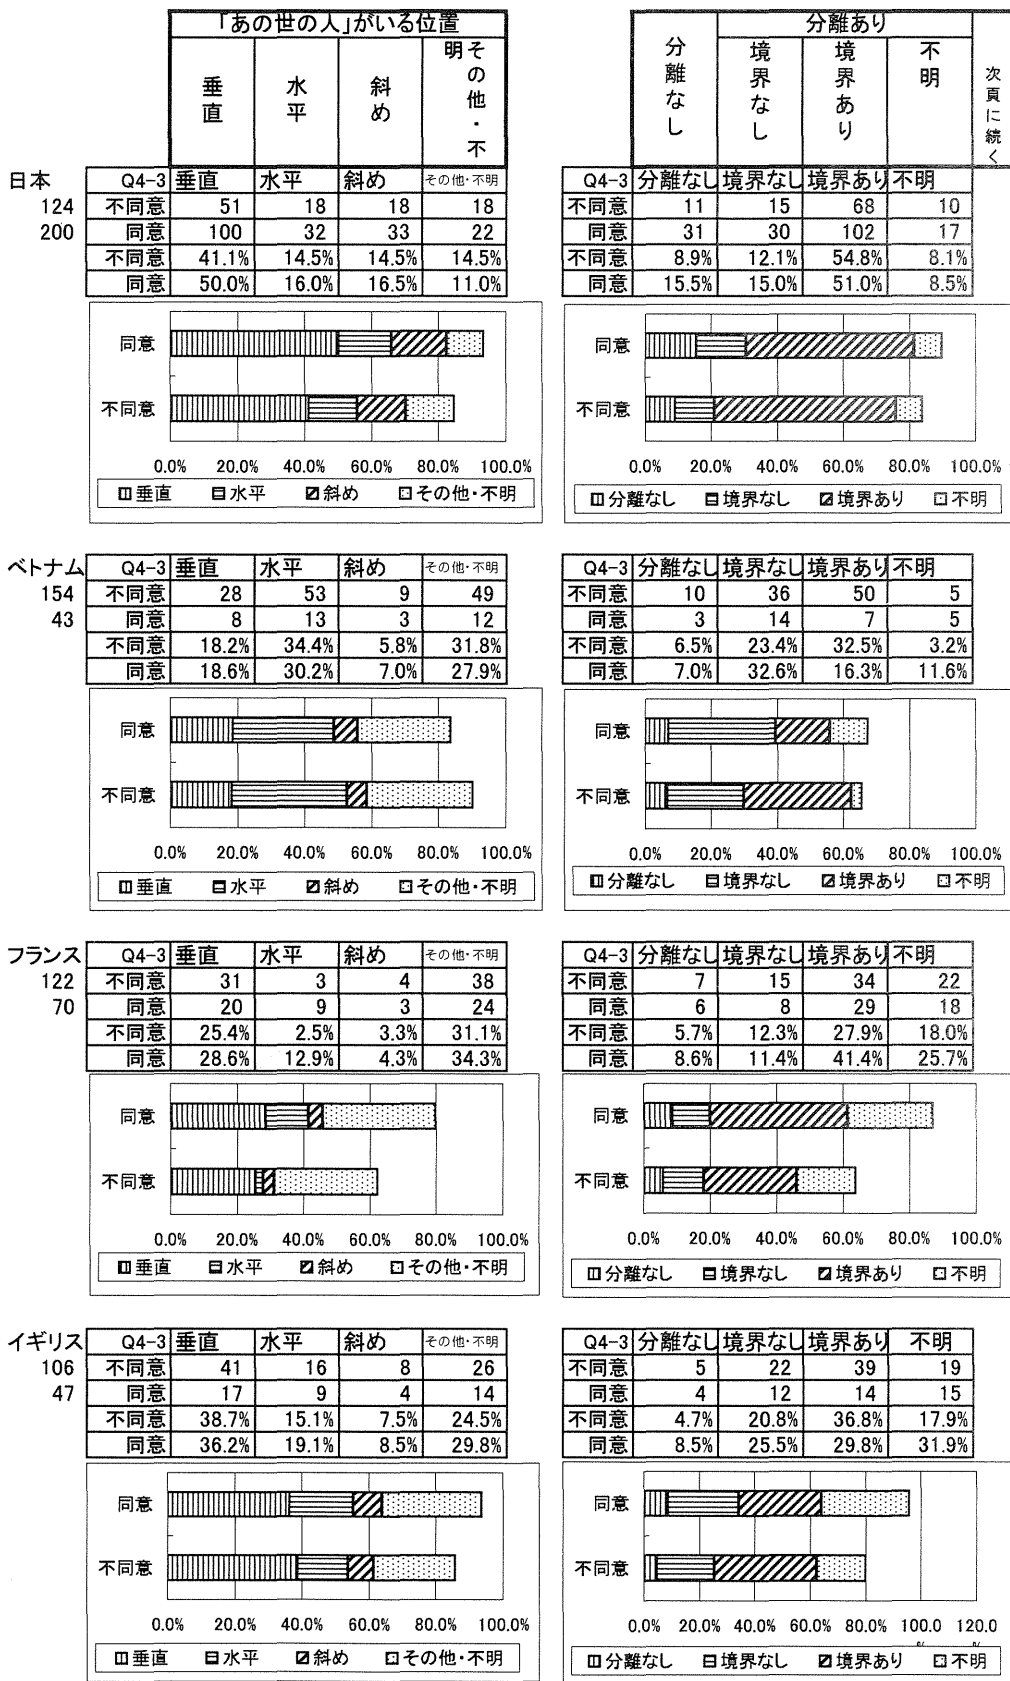 「あの世の人」がいる位置
垂直 水平 斜め その他・不明
分離なし 分離あり
境界なし 境界あり 不明
次頁に続く
日本
124
200
Q4-3 垂直 水平 斜め その他・不明
不同意 51 18 18 18
同意 100 32 33 22
不同意 41.1% 14.5% 14.5% 14.5%
同意 50.0% 16.0% 16.5% 11.0%
Q4-3 分離なし 境界なし 境界あり 不明
不同意 11 15 68 10
同意 31 30 102 17
不同意 8.9% 12.1% 54.8% 8.1%
同意 15.5% 15.0% 51.0% 8.5%
同意
不同意
0.0% 20.0% 40.0% 60.0% 80.0% 100.0%
垂直 水平 斜め その他・不明
同意
不同意
0.0% 20.0% 40.0% 60.0% 80.0% 100.0%
分離なし 境界なし 境界あり 不明
ベトナム
154
43
Q4-3 垂直 水平 斜め その他・不明
不同意 28 53 9 49
同意 8 13 3 12
不同意 18.2% 34.4% 5.8% 31.8%
同意 18.6% 30.2% 7.0% 27.9%
Q4-3 分離なし 境界なし 境界あり 不明
不同意 10 36 50 5
同意 3 14 7 5
不同意 6.5% 23.4% 32.5% 3.2%
同意 7.0% 32.6% 16.3% 11.6%
同意
不同意
0.0% 20.0% 40.0% 60.0% 80.0% 100.0%
垂直 水平 斜め その他・不明
同意
不同意
0.0% 20.0% 40.0% 60.0% 80.0% 100.0%
分離なし 境界なし 境界あり 不明
フランス
122
70
Q4-3 垂直 水平 斜め その他・不明
不同意 31 3 4 38
同意 20 9 3 24
不同意 25.4% 2.5% 3.3% 31.1%
同意 28.6% 12.9% 4.3% 34.3%
Q4-3 分離なし 境界なし 境界あり 不明
不同意 7 15 34 22
同意 6 8 29 18
不同意 5.7% 12.3% 27.9% 18.0%
同意 8.6% 11.4% 41.4% 25.7%
同意
不同意
0.0% 20.0% 40.0% 60.0% 80.0% 100.0%
垂直 水平 斜め その他・不明
同意
不同意
0.0% 20.0% 40.0% 60.0% 80.0% 100.0%
分離なし 境界なし 境界あり 不明
イギリス
106
47
Q4-3 垂直 水平 斜め その他・不明
不同意 41 16 8 26
同意 17 9 4 14
不同意 38.7% 15.1% 7.5% 24.5%
同意 36.2% 19.1% 8.5% 29.8%
Q4-3 分離なし 境界なし 境界あり 不明
不同意 5 22 39 19
同意 4 12 14 15
不同意 4.7% 20.8% 36.8% 17.9%
同意 8.5% 25.5% 29.8% 31.9%
同意
不同意
0.0% 20.0% 40.0% 60.0% 80.0% 100.0%
垂直 水平 斜め その他・不明
同意
不同意
0.0% 20.0% 40.0% 60.0% 80.0% 100.0 120.0
分離なし 境界なし 境界あり 不明